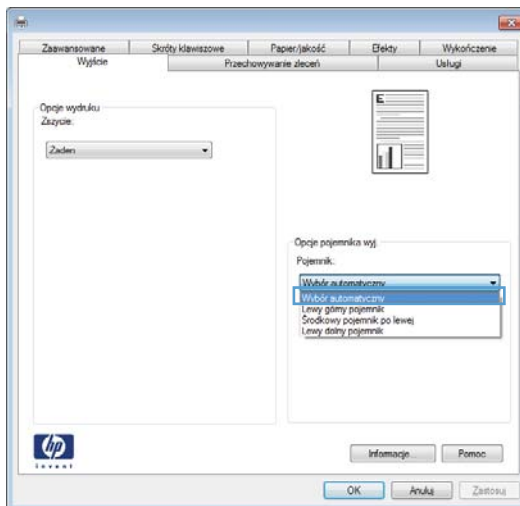 Zaawansowane Skróty klawiszowe Papier/jakość Efekty Wykończenie
Wyjście Przechowywanie zleceń Usługi
Opcje wydruku
Zszycie:
Żaden
E
Opcje pojemnika wyj.
Pojemnik:
Wybór automatyczny
Wybór automatyczny
Lewy górny pojemnik
Środkowy pojemnik po lewej
Lewy dolny pojemnik
hp
invent
Informacje... Pomoc
OK Anuluj Zastosuj